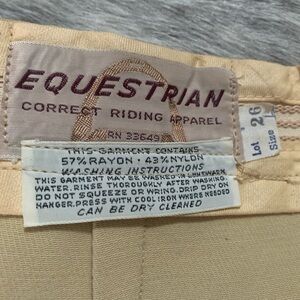 EQUESTRIAN
CORRECT RIDING APPAREL
RN 33649
THIS GARMENT CONTAINS
57% RAYON • 43% NYLON
WASHING INSTRUCTIONS
THIS GARMENT MAY BE WASHED IN LUKEWARM
WATER. RINSE THOROUGHLY AFTER WASHING.
DO NOT SQUEEZE OR WRING. DRIP DRY ON
HANGER. PRESS WITH COOL IRON WHERE
CAN BE DRY CLEANED
Lot 26
Size